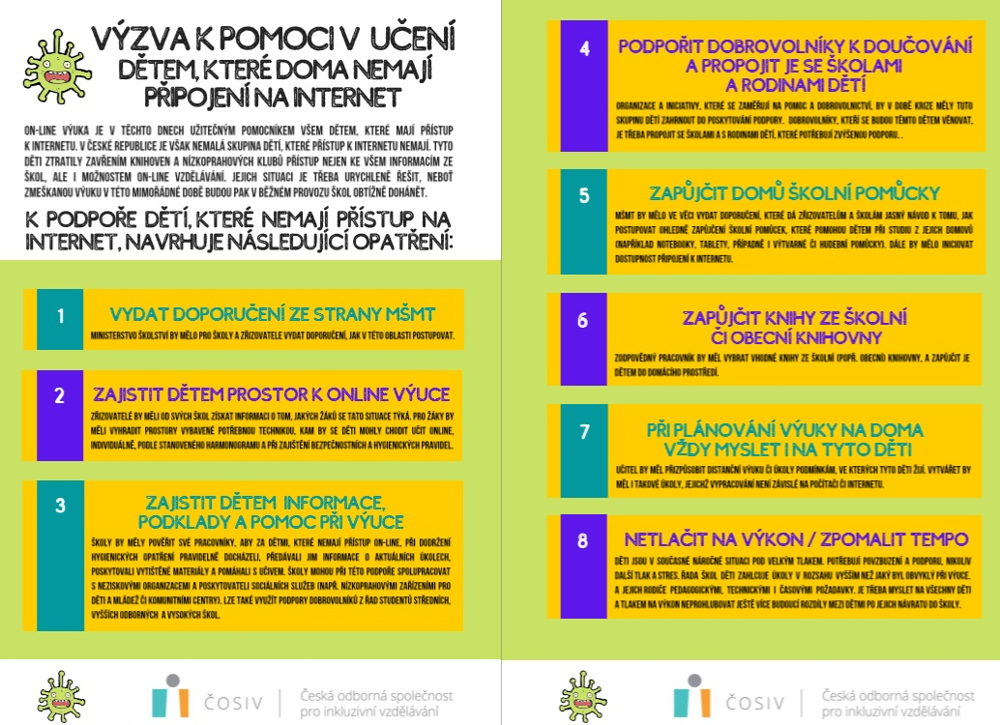 VÝZVA K POMOCI V UČENÍ
DĚTEM, KTERÉ DOMA NEMAJÍ
PŘIPOJENÍ NA INTERNET
ON-LINE VÝUKA JE V TĚCHTO DNECH UŽITEČNÝM POMOCNÍKEM VŠEM DĚTEM, KTERÉ MAJÍ PŘÍSTUP
K INTERNETU. V ČESKÉ REPUBLICE JE VŠAK NEMALÁ SKUPINA DĚTÍ, KTERÉ PŘÍSTUP K INTERNETU NEMAJÍ. TYTO
DĚTI ZTRATILY ZAVŘENÍM KNIHOVEN A NÍZKOPRAHOVÝCH KLUBŮ PŘÍSTUP NEJEN KE VŠEM INFORMACÍM ZE
ŠKOL, ALE I MOŽNOSTEM ON-LINE VZDĚLÁVÁNÍ. JEJICH SITUACI JE TŘEBA URYCHLENĚ ŘEŠIT, NEBOŤ
ZMEŠKANOU VÝUKU V TÉTO MIMOŘÁDNÉ DOBĚ BUDOU PAK V BĚŽNÉM PROVOZU ŠKOL OBTÍŽNĚ DOHÁNĚT.
K PODPOŘE DĚTÍ, KTERÉ NEMAJÍ PŘÍSTUP NA
INTERNET, NAVRHUJE NÁSLEDUJÍCÍ OPATŘENÍ:
1
VYDAT DOPORUČENÍ ZE STRANY MŠMT
MINISTERSTVO ŠKOLSTVÍ BY MĚLO PRO ŠKOLY A ZŘIZOVATELE VYDAT DOPORUČENÍ, JAK V TÉTO OBLASTI POSTUPOVAT.
2
ZAJISTIT DĚTEM PROSTOR K ONLINE VÝUCE
ZŘIZOVATELÉ BY MĚLI OD SVÝCH ŠKOL ZÍSKAT INFORMACI O TOM, JAKÝCH ŽÁKŮ SE TATO SITUACE TÝKÁ. PRO ŽÁKY BY
MĚLI VYHRADIT PROSTORY VYBAVENÉ POTŘEBNOU TECHNIKOU, KAM BY SE DĚTI MOHLY CHODIT UČIT ONLINE,
INDIVIDUÁLNĚ, PODLE STANOVENÉHO HARMONOGRAMU A PŘI ZAJIŠTĚNÍ BEZPEČNOSTNÍCH A HYGIENICKÝCH PRAVIDEL.
3
ZAJISTIT DĚTEM INFORMACE,
PODKLADY A POMOC PŘI VÝUCE
ŠKOLY BY MĚLY POVĚŘIT SVÉ PRACOVNÍKY, ABY ZA DĚTMI, KTERÉ NEMAJÍ PŘÍSTUP ON-LINE, PŘI DODRŽENÍ
HYGIENICKÝCH OPATŘENÍ PRAVIDELNĚ DOCHÁZELI, PŘEDÁVALI JIM INFORMACE O AKTUÁLNÍCH ÚKOLECH,
POSKYTOVALI VYTIŠTĚNÉ MATERIÁLY A POMÁHALI S UČIVEM. ŠKOLY MOHOU PŘI TÉTO PODPOŘE SPOLUPRACOVAT
S NEZISKOVÝMI ORGANIZACEMI A POSKYTOVATELI SOCIÁLNÍCH SLUŽEB (NAPŘ. NÍZKOPRAHOVÝMI ZAŘÍZENÍMI PRO
DĚTI A MLÁDEŽ ČI KOMUNITNÍMI CENTRY). LZE TAKÉ VYUŽÍT PODPORY DOBROVOLNÍKŮ Z ŘAD STUDENTŮ STŘEDNÍCH,
VYŠŠÍCH ODBORNÝCH A VYSOKÝCH ŠKOL.
ČOSIV
Česká odborná společnost
pro inkluzivní vzdělávání
4
PODPOŘIT DOBROVOLNÍKY K DOUČOVÁNÍ
A PROPOJIT JE SE ŠKOLAMI
A RODINAMI DĚTÍ
ORGANIZACE A INICIATIVY, KTERÉ SE ZAMĚŘUJÍ NA POMOC A DOBROVOLNICTVÍ, BY V DOBĚ KRIZE MĚLY TUTO
SKUPINU DĚTÍ ZAHRNOUT DO POSKYTOVÁNÍ PODPORY. DOBROVOLNÍKY, KTEŘÍ SE BUDOU TĚMTO DĚTEM VĚNOVAT,
JE TŘEBA PROPOJIT SE ŠKOLAMI A S RODINAMI DĚTÍ, KTERÉ POTŘEBUJÍ ZVÝŠENOU PODPORU. .
5
ZAPŮJČIT DOMŮ ŠKOLNÍ POMŮCKY
MŠMT BY MĚLO VE VĚCI VYDAT DOPORUČENÍ, KTERÉ DÁ ZŘIZOVATELŮM A ŠKOLÁM JASNÝ NÁVOD K TOMU, JAK
POSTUPOVAT OHLEDNĚ ZAPŮJČENÍ ŠKOLNÍ POMŮCEK, KTERÉ POMOHOU DĚTEM PŘI STUDIU Z JEJICH DOMOVŮ
(NAPŘÍKLAD NOTEBOOKY, TABLETY, PŘÍPADNĚ I VÝTVARNÉ ČI HUDEBNÍ POMŮCKY). DÁLE BY MĚLO INICIOVAT
DOSTUPNOST PŘIPOJENÍ K INTERNETU.
6
ZAPŮJČIT KNIHY ZE ŠKOLNÍ
ČI OBECNÍ KNIHOVNY
ZODPOVĚDNÝ PRACOVNÍK BY MĚL VYBRAT VHODNÉ KNIHY ZE ŠKOLNÍ (POPŘ. OBECNÍ) KNIHOVNY, A ZAPŮJČIT JE
DĚTEM DO DOMÁCÍHO PROSTŘEDÍ.
7
PŘI PLÁNOVÁNÍ VÝUKY NA DOMA
VŽDY MYSLET I NA TYTO DĚTI
UČITEL BY MĚL PŘIZPŮSOBIT DISTANČNÍ VÝUKU ČI ÚKOLY PODMÍNKÁM, VE KTERÝCH TYTO DĚTI ŽIJÍ. VYTVÁŘET BY
MĚL I TAKOVÉ ÚKOLY, JEJICHŽ VYPRACOVÁNÍ NENÍ ZÁVISLÉ NA POČÍTAČI ČI INTERNETU.
8
NETLAČIT NA VÝKON / ZPOMALIT TEMPO
DĚTI JSOU V SOUČASNÉ NÁROČNÉ SITUACI POD VELKÝM TLAKEM. POTŘEBUJÍ POVZBUZENÍ A PODPORU, NIKOLIV
DALŠÍ TLAK A STRES. ŘADA ŠKOL DĚTI ZAHLCUJE ÚKOLY V ROZSAHU VYŠŠÍM NEŽ JAKÝ BYL OBVYKLÝ PŘI VÝUCE.
A JEJICH RODIČE PEDAGOGICKÝMI, TECHNICKÝMI I ČASOVÝMI POŽADAVKY. JE TŘEBA MYSLET NA VŠECHNY DĚTI
A TLAKEM NA VÝKON NEPROHLUBOVAT JEŠTĚ VÍCE BUDOUCÍ ROZDÍLY MEZI DĚTMI PO JEJICH NÁVRATU DO ŠKOLY.
ČOSIV
Česká odborná společnost
pro inkluzivní vzdělávání